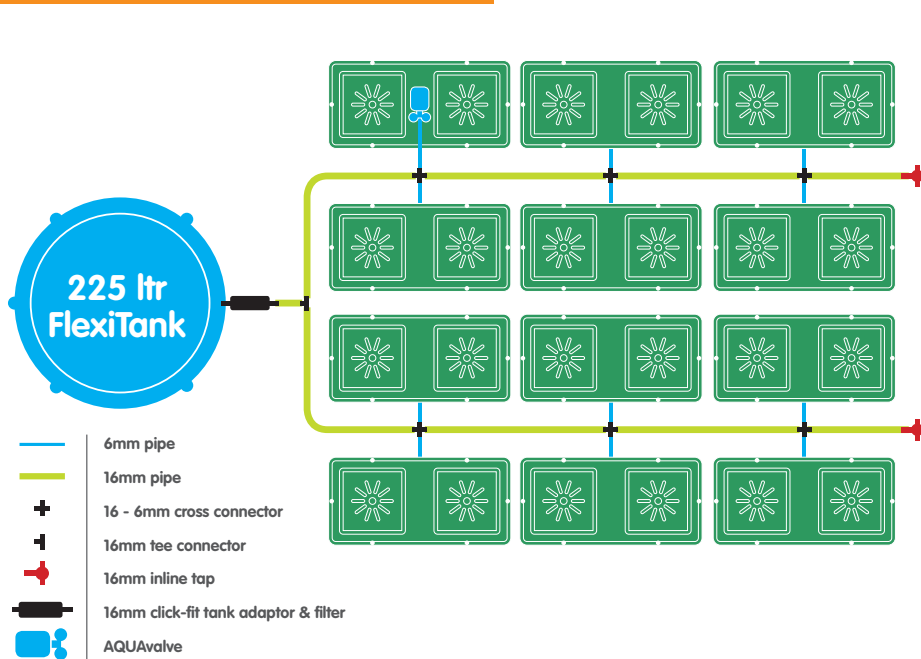 225 ltr
FlexiTank
6mm pipe
16mm pipe
16 - 6mm cross connector
16mm tee connector
16mm inline tap
16mm click-fit tank adaptor & filter
AQUAvalve